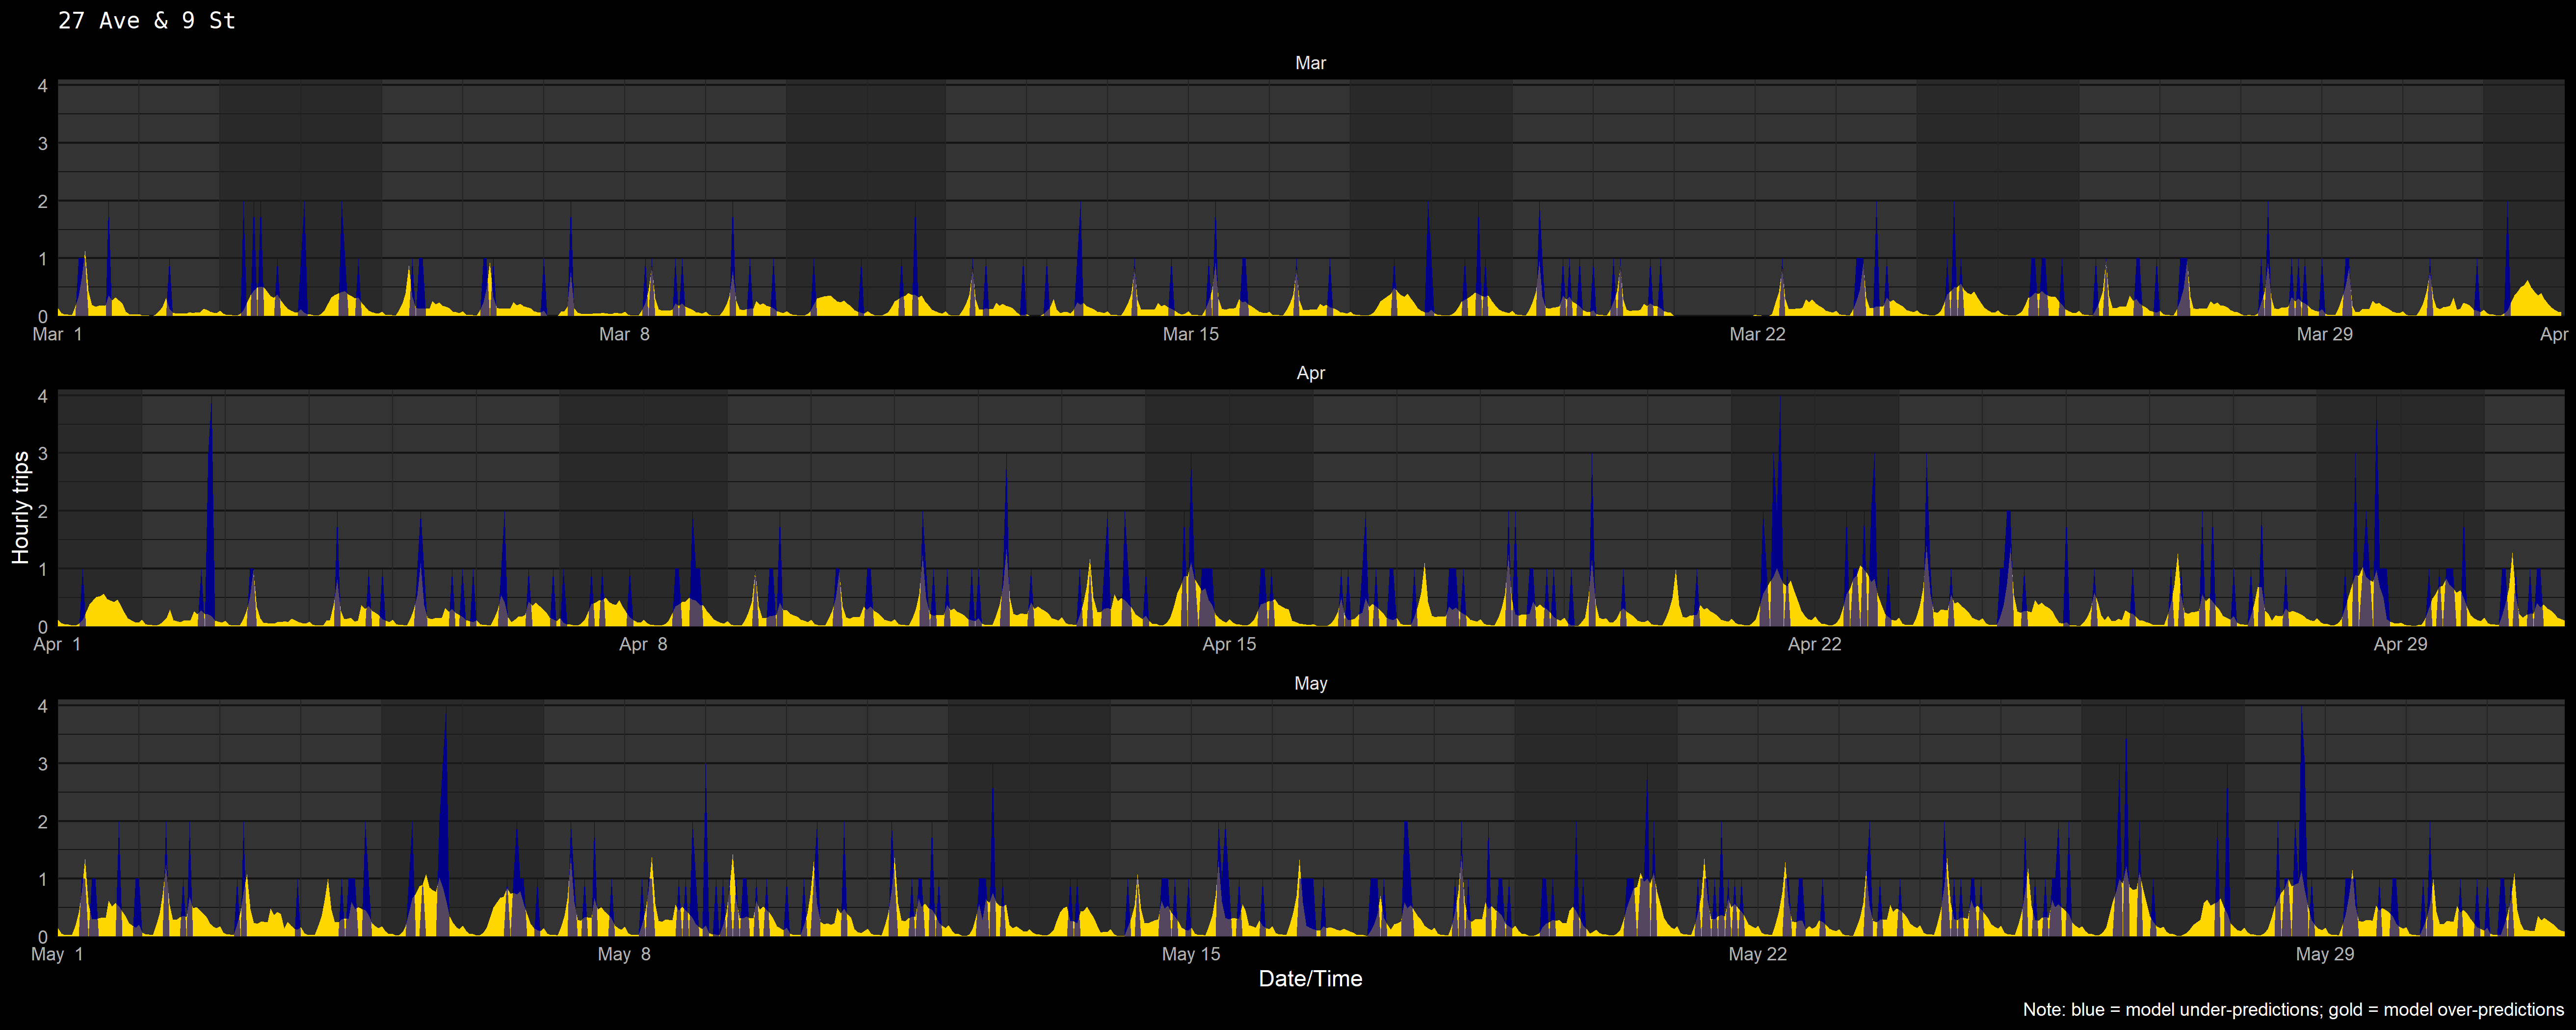 27 Ave & 9 St
Mar
4
3
2
1
0
Mar 1
Mar 8
Mar 15
Mar 22
Mar 29
Apr
Apr
Hourly trips
4
3
2
1
0
Apr 1
Apr 8
Apr 15
Apr 22
Apr 29
May
4
3
2
1
0
May 1
May 8
May 15
May 22
May 29
Date/Time
Note: blue = model under-predictions; gold = model over-predictions